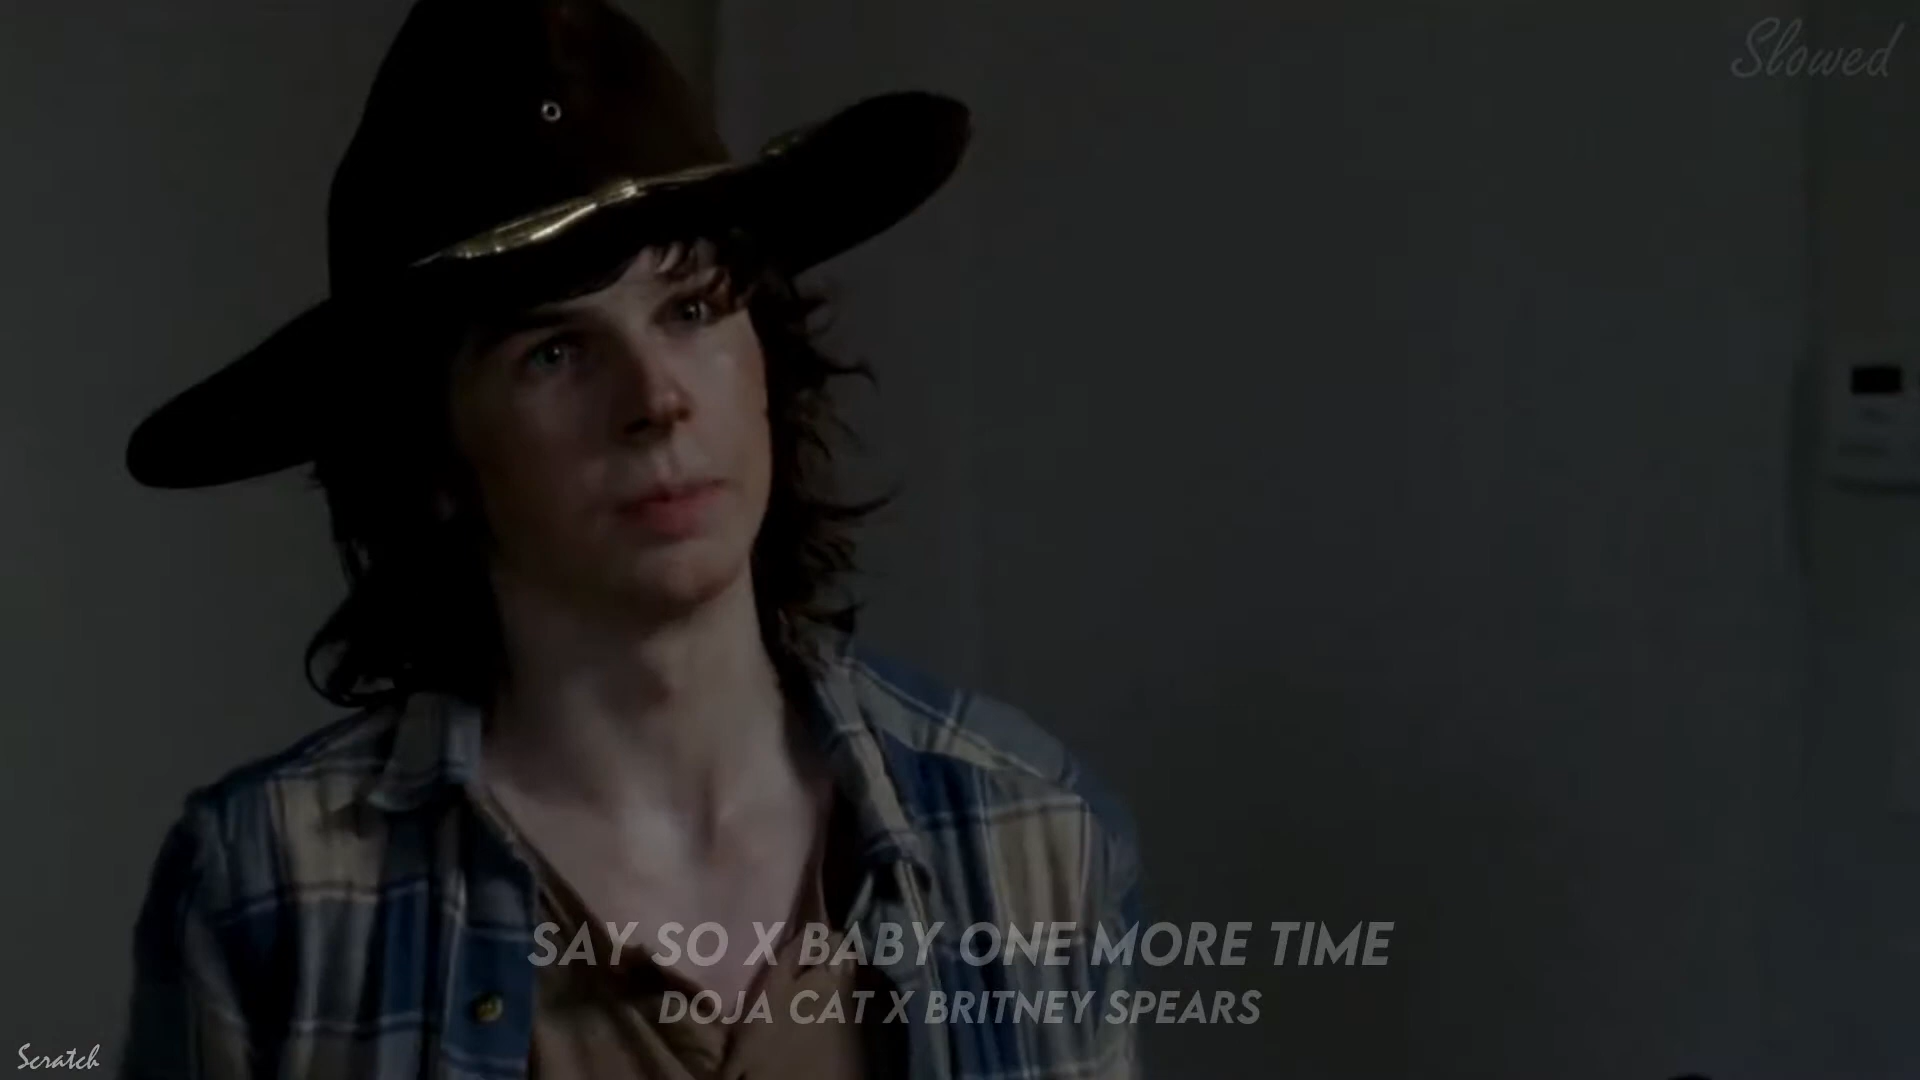 Slowed
SAY SO X BABY ONE MORE TIME
DOJA CAT X BRITNEY SPEARS
Scratch